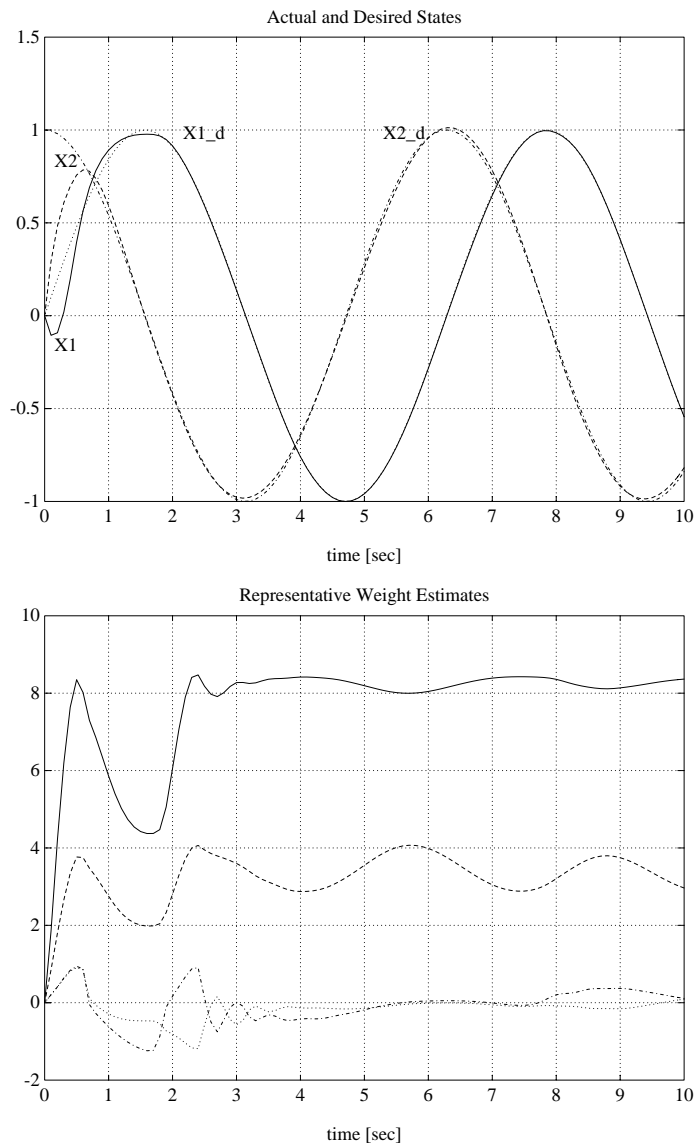 Actual and Desired States
1.5
1
0.5
0
-0.5
-1
X2
X1
X1_d
X2_d
0 1 2 3 4 5 6 7 8 9 10
time [sec]
Representative Weight Estimates
10
8
6
4
2
0
-2
0 1 2 3 4 5 6 7 8 9 10
time [sec]